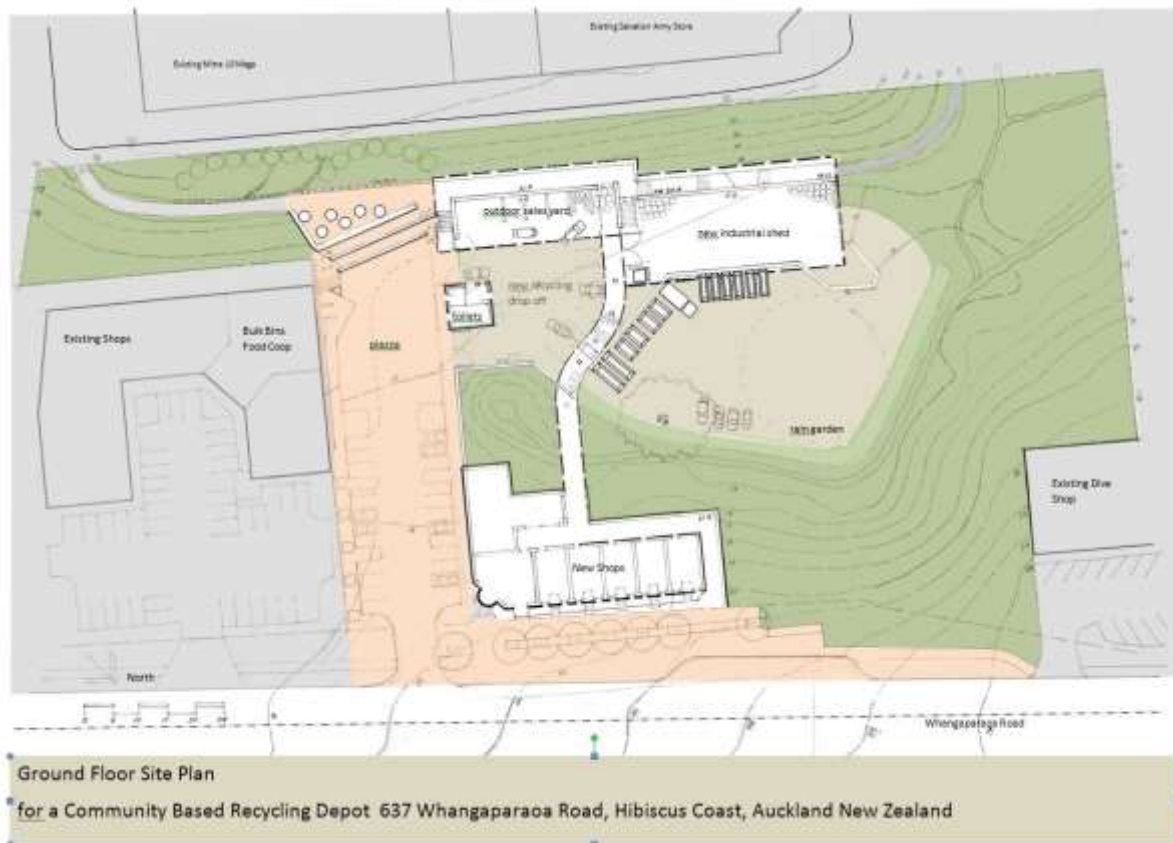 Existing Mitre 10 Mega
Existing Salvation Army Store
outdoor sales yard
new industrial shed
new recycling
drop off
toilets
Existing Shops
Bulk Bins
Food Coop
plaza
garden
Existing Dive
Shop
New Shops
North
Whangaparaoa Road
Ground Floor Site Plan
for a Community Based Recycling Depot 637 Whangaparaoa Road, Hibiscus Coast, Auckland New Zealand